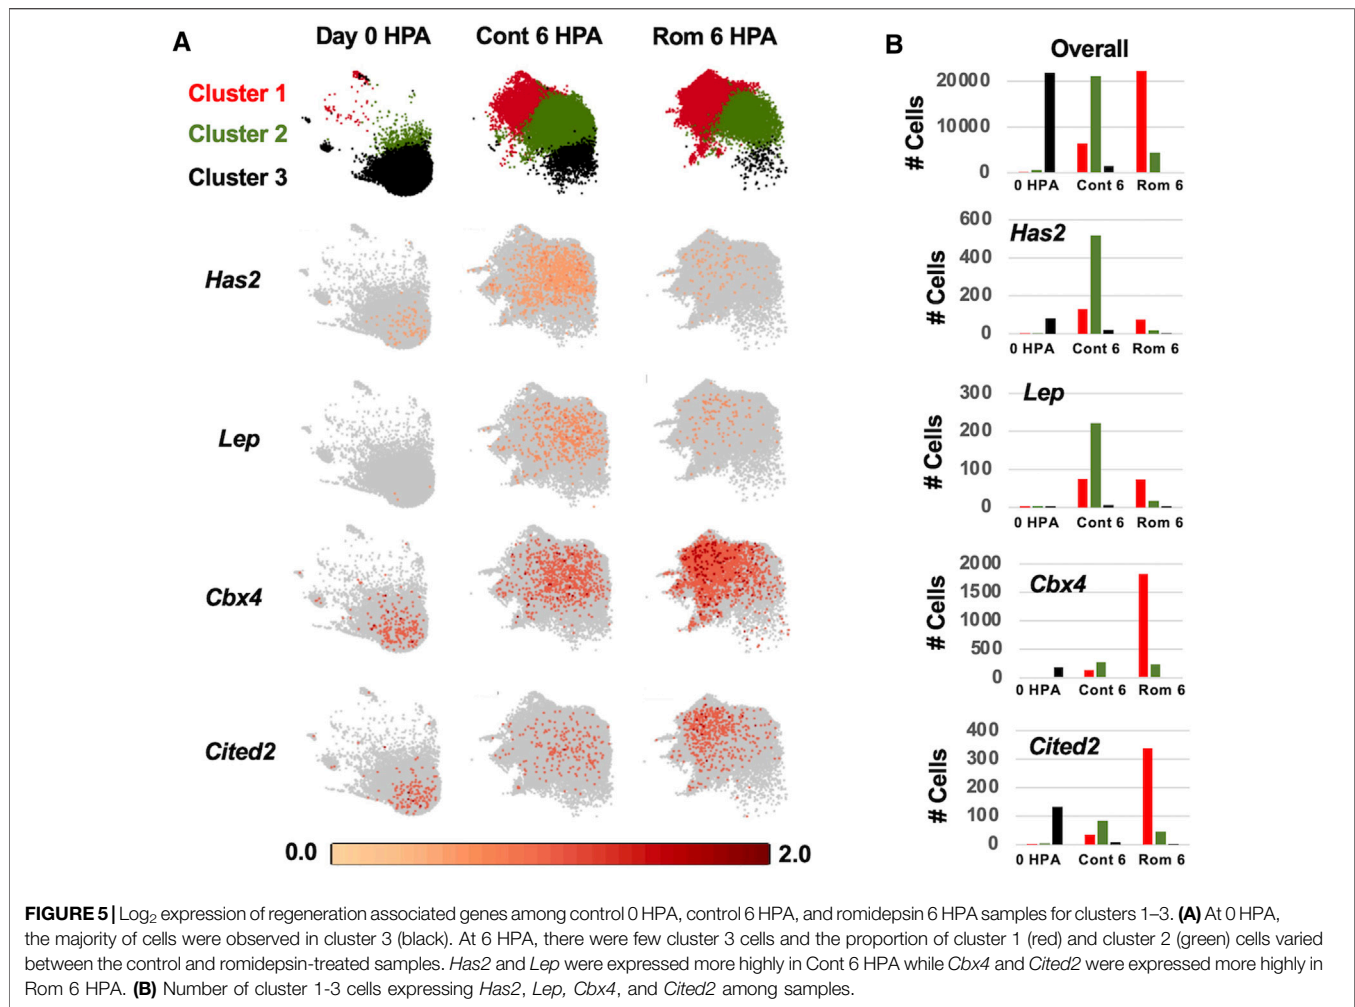 A
Day 0 HPA Cont 6 HPA Rom 6 HPA
Cluster 1
Cluster 2
Cluster 3
Has2
Lep
Cbx4
Cited2
0.0 2.0
B
Overall
# Cells
20000
10000
0
0 HPA Cont 6 Rom 6
Has2
# Cells
600
400
200
0
0 HPA Cont 6 Rom 6
Lep
# Cells
300
200
100
0
0 HPA Cont 6 Rom 6
Cbx4
# Cells
2000
1500
1000
500
0
0 HPA Cont 6 Rom 6
Cited2
# Cells
400
300
200
100
0
0 HPA Cont 6 Rom 6
FIGURE 5 | Log₂ expression of regeneration associated genes among control 0 HPA, control 6 HPA, and romidepsin 6 HPA samples for clusters 1–3. (A) At 0 HPA,
the majority of cells were observed in cluster 3 (black). At 6 HPA, there were few cluster 3 cells and the proportion of cluster 1 (red) and cluster 2 (green) cells varied
between the control and romidepsin-treated samples. Has2 and Lep were expressed more highly in Cont 6 HPA while Cbx4 and Cited2 were expressed more highly in
Rom 6 HPA. (B) Number of cluster 1-3 cells expressing Has2, Lep, Cbx4, and Cited2 among samples.